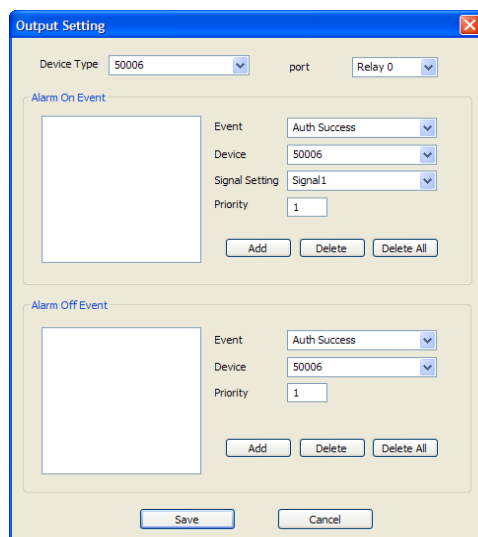 Output Setting
Device Type 50006 port Relay 0
Alarm On Event
Event Auth Success
Device 50006
Signal Setting Signal1
Priority 1
Add Delete Delete All
Alarm Off Event
Event Auth Success
Device 50006
Priority 1
Add Delete Delete All
Save Cancel